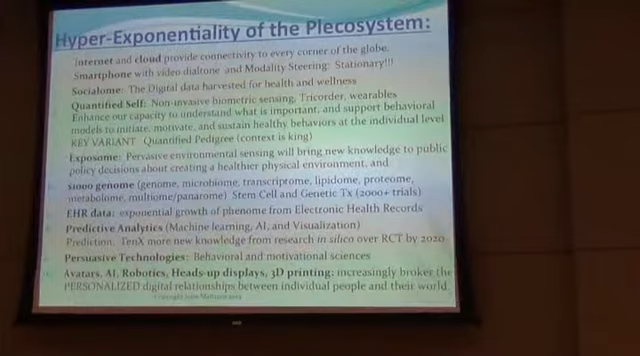 Hyper-Exponentiality of the Plecosystem:
Internet and cloud provide connectivity to every corner of the globe.
Smartphone with video dialtone and Modality Steering: Stationary!!!
Socialome: The Digital data harvested for health and wellness
Quantified Self: Non-invasive biometric sensing, Tricorder, wearables
Enhance our capacity to understand what is important, and support behavioral
models to initiate, motivate, and sustain healthy behaviors at the individual level
KEY VARIANT Quantified Pedigree (context is king)
Exposome: Pervasive environmental sensing will bring new knowledge to public
policy decisions about creating a healthier physical environment, and
$1000 genome (genome, microbiome, transcriprome, lipidome, proteome,
metabolome, multiome/panarome) Stem Cell and Genetic Tx (2000+ trials)
EHR data: exponential growth of phenome from Electronic Health Records
Predictive Analytics (Machine learning, AI, and Visualization)
Prediction: TenX more new knowledge from research in silico over RCT by 2020
Persuasive Technologies: Behavioral and motivational sciences
Avatars, AI, Robotics, Heads-up displays, 3D printing: increasingly broker the
PERSONALIZED digital relationships between individual people and their world.
Copyright John